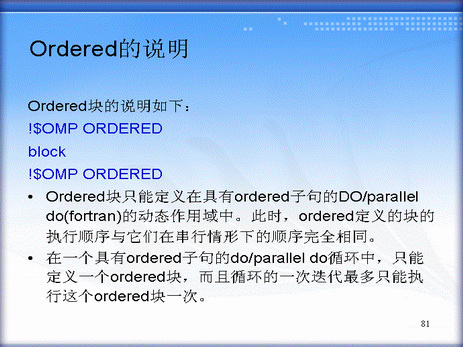 Ordered的说明
Ordered块的说明如下：
!$OMP ORDERED
block
!$OMP ORDERED
• Ordered块只能定义在具有ordered子句的DO/parallel
do(fortran)的动态作用域中。此时，ordered定义的块的
执行顺序与它们在串行情形下的顺序完全相同。
• 在一个具有ordered子句的do/parallel do循环中，只能
定义一个ordered块，而且循环的一次迭代最多只能执
行这个ordered块一次。
81